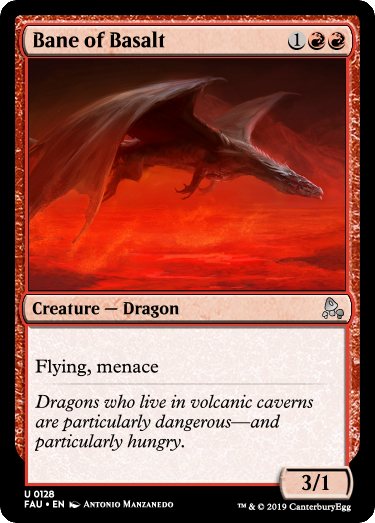 Bane of Basalt 1
Creature — Dragon
Flying, menace
Dragons who live in volcanic caverns
are particularly dangerous—and
particularly hungry.
3/1
U 0128
FAU • EN Antonio Manzanedo
™ & © 2019 CanterburyEgg